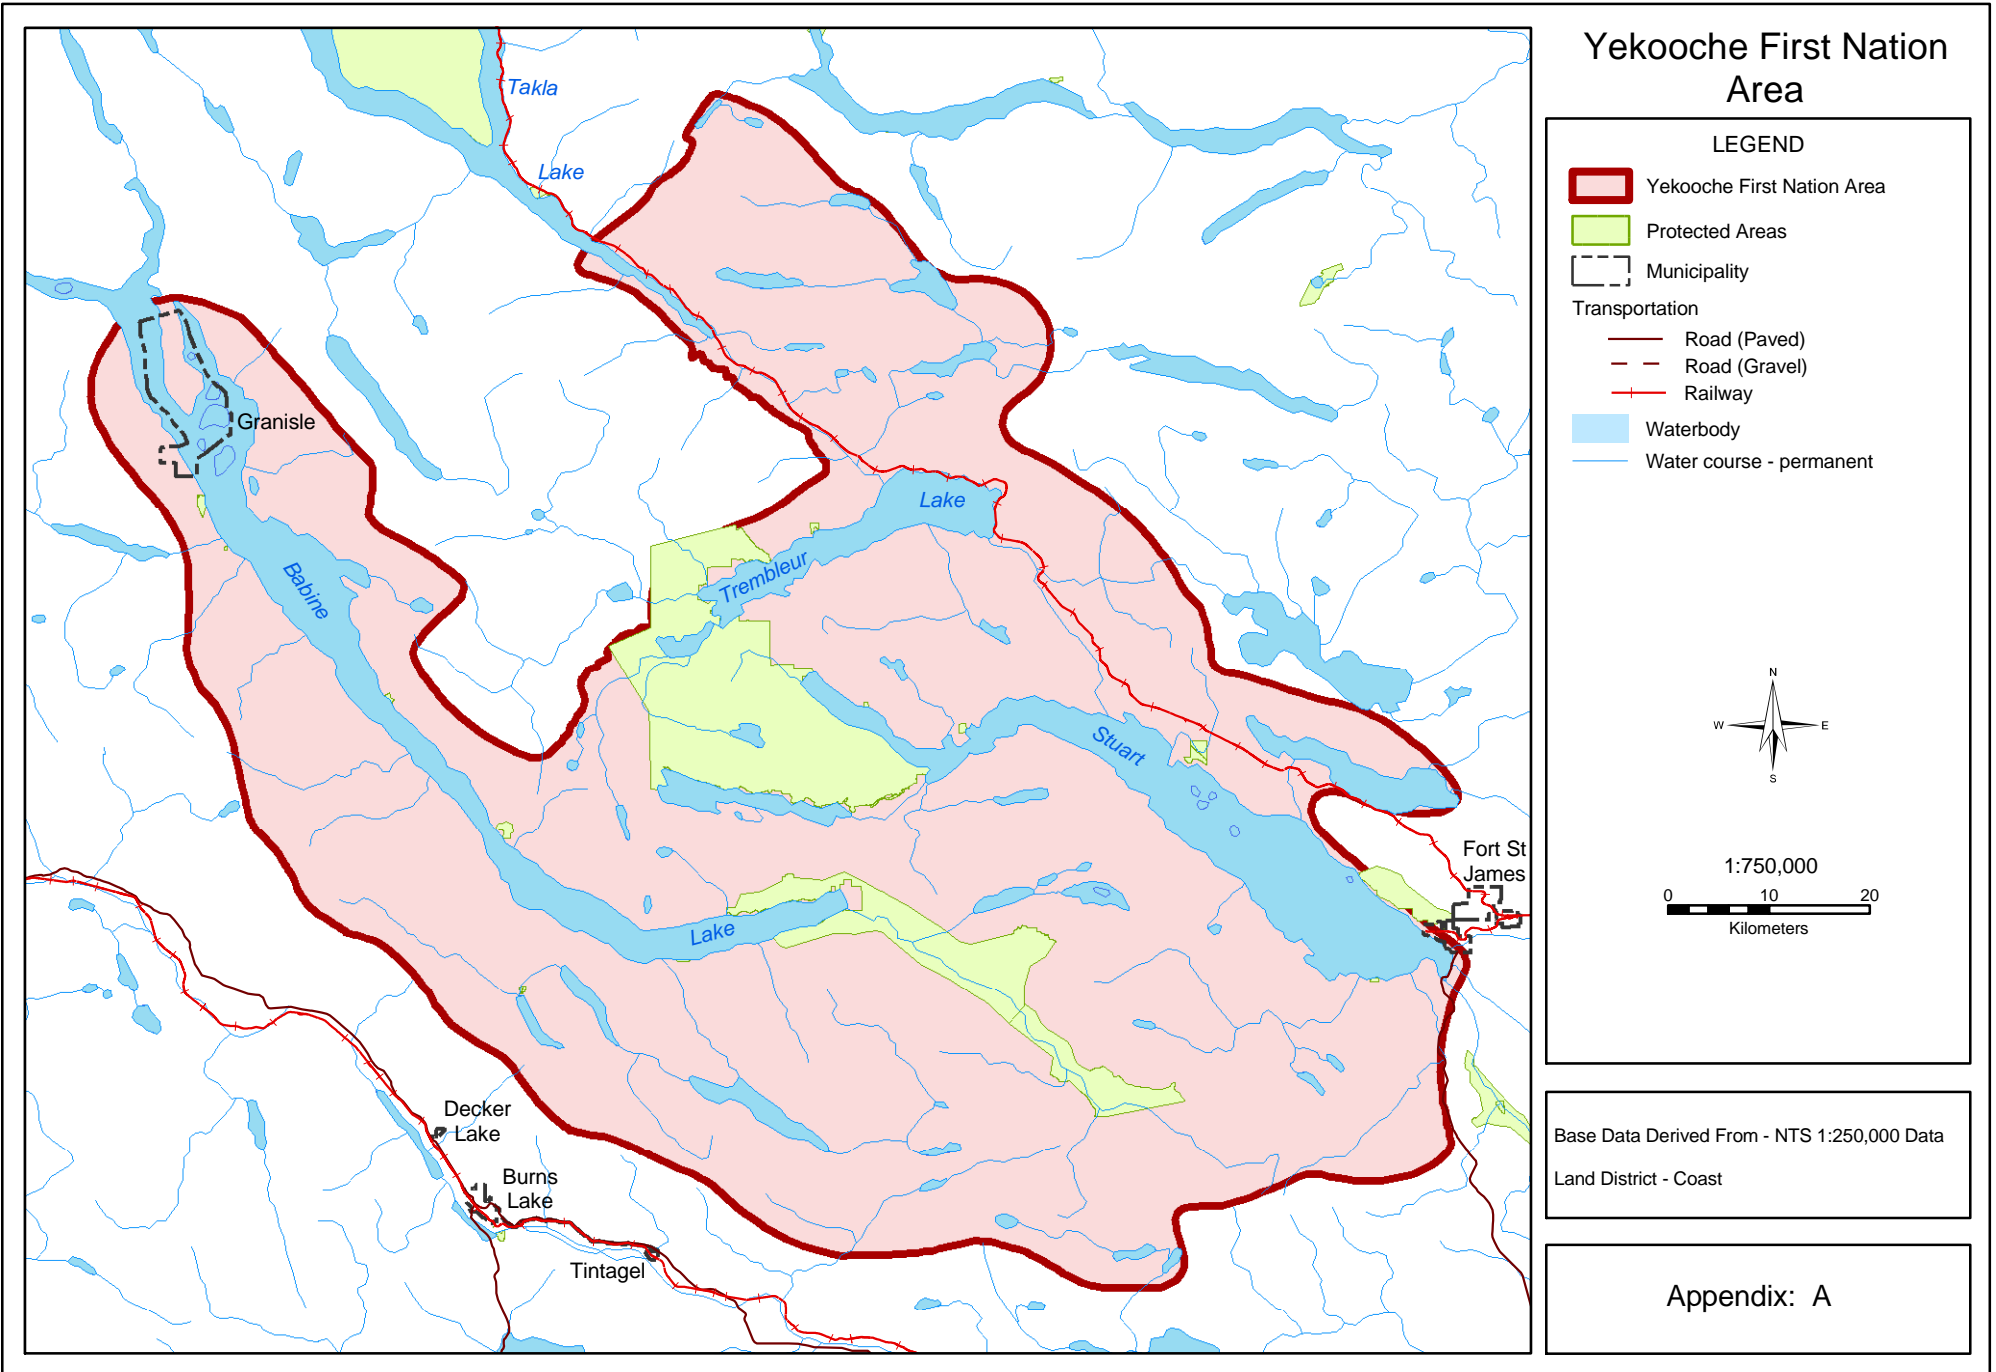 Yekooche First Nation
Area
LEGEND
Yekooche First Nation Area
Protected Areas
Municipality
Transportation
Road (Paved)
Road (Gravel)
Railway
Waterbody
Water course - permanent
N
W
E
S
1:750,000
0 10 20
Kilometers
Base Data Derived From - NTS 1:250,000 Data
Land District - Coast
Appendix: A
Takla
Lake
Granisle
Babine
Lake
Trembleur
Lake
Stuart
Fort St
James
Decker
Lake
Burns
Lake
Tintagel